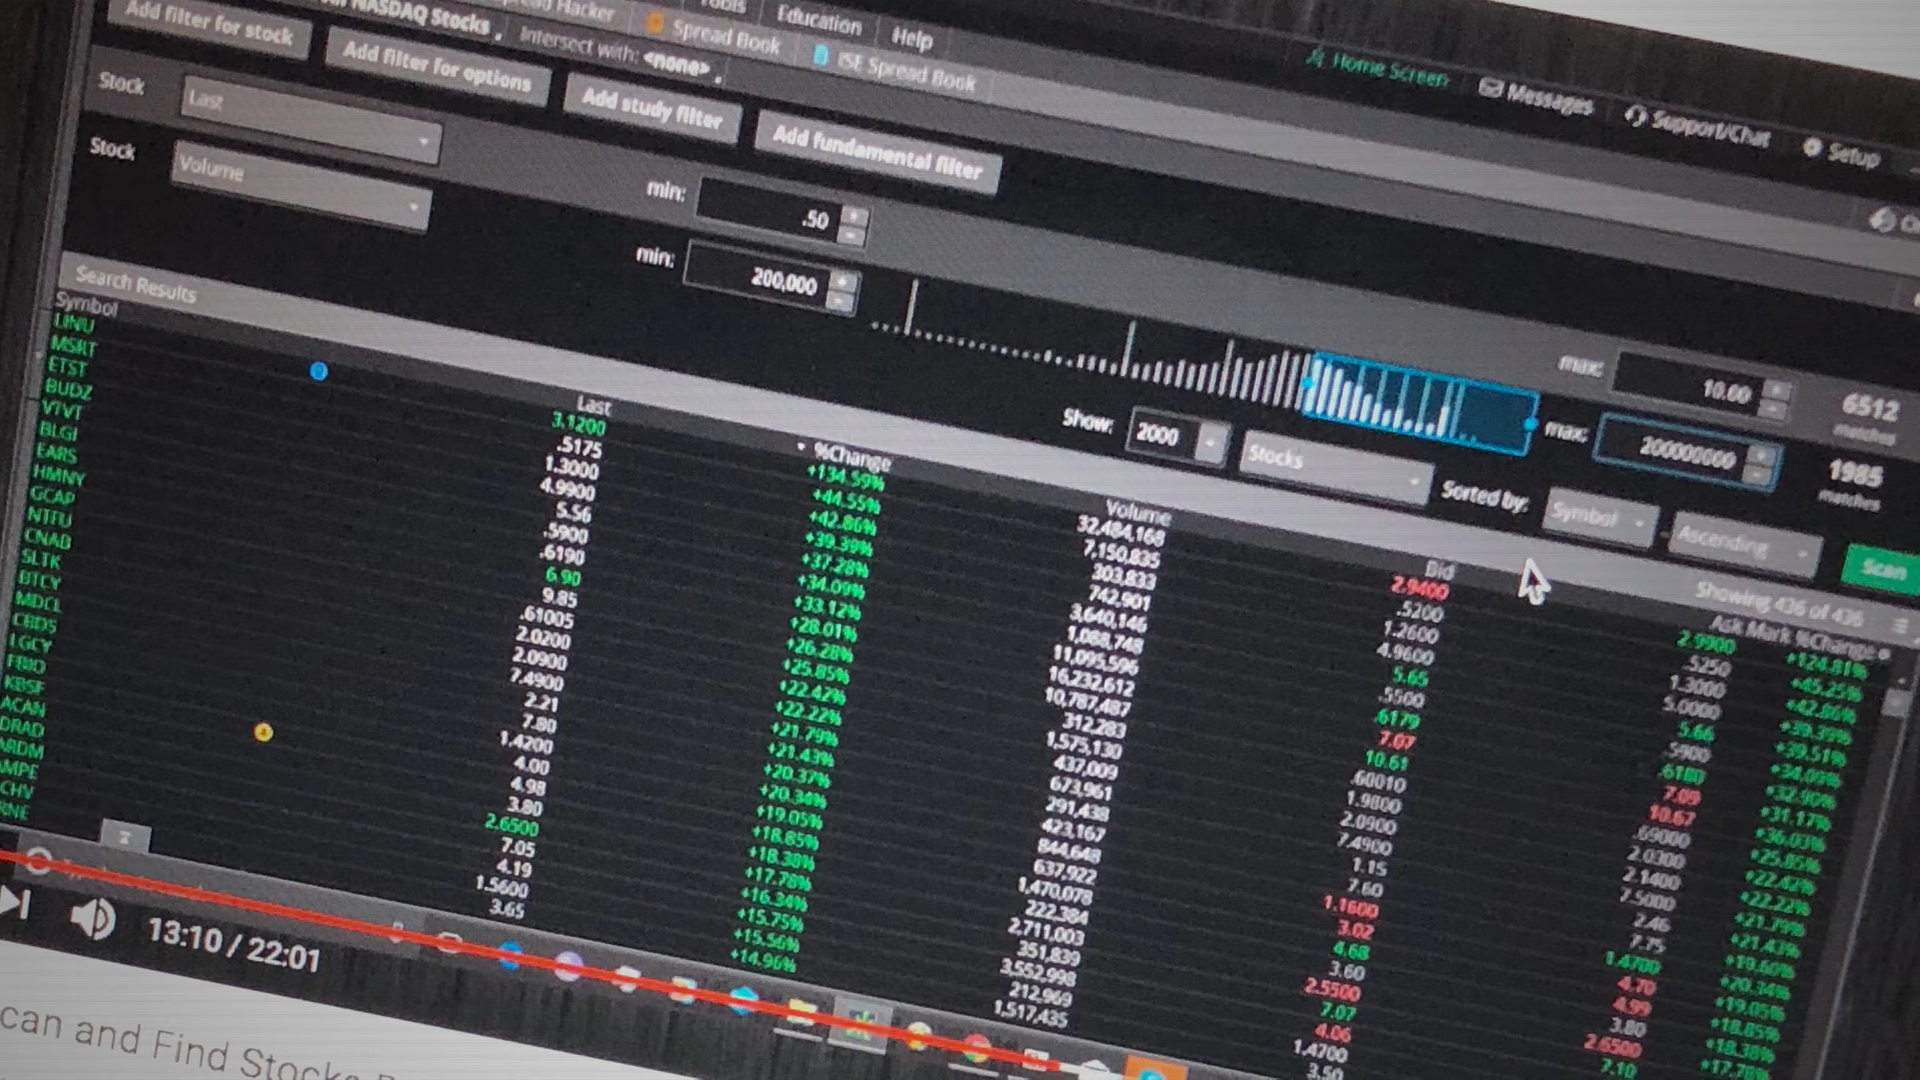 Tools Education Help
Spread Hacker Spread Book ISE Spread Book
Home Screen Messages Support/Chat Setup
NASDAQ Stocks Intersect with: <none>
Add filter for stock Add filter for options Add study filter Add fundamental filter
Stock Last min: .50 max: 10.00 6512 matches
Stock Volume min: 200,000 max: 200000000 1985 matches
Show: 2000 Stocks Sorted by: Symbol Ascending Scan
Search Results Showing 436 of 436
Symbol Last %Change Volume Bid Ask Mark %Change
LINU 3.1200 +134.59% 32,484,168 2.9400 2.9900 +124.81%
MSRT .5175 +44.55% 7,150,835 .5200 .5250 +45.25%
ETST 1.3000 +42.86% 303,833 1.2600 1.3000 +42.86%
BUDZ 4.9900 +39.39% 742,901 4.9600 5.0000 +39.39%
VTVT 5.56 +37.28% 3,640,146 5.65 5.66 +39.51%
BLGI .5900 +34.09% 1,088,748 .5500 .5900 +34.09%
EARS .6190 +33.12% 11,095,596 .6179 .6180 +32.90%
HMNY 6.90 +28.01% 16,232,612 7.07 7.09 +31.17%
GCAP 9.85 +26.28% 10,787,487 10.61 10.67 +36.03%
NTFU .61005 +25.85% 312,283 .60010 .69000 +25.85%
CNAB 2.0200 +22.42% 1,575,130 1.9800 2.0300 +22.42%
SLTK 2.0900 +22.22% 437,009 2.0900 2.1400 +22.22%
BTCY 7.4900 +21.79% 673,961 7.4900 7.5000 +21.79%
MDCL 2.21 +21.43% 291,438 1.15 2.46 +21.43%
CBDS 7.80 +20.37% 423,167 7.60 7.75 +19.60%
LGCY 1.4200 +20.34% 844,648 1.1600 1.4700 +20.34%
FBIO 4.00 +19.05% 637,922 3.02 4.70 +19.05%
KBSF 4.98 +18.85% 1,470,078 4.68 4.99 +18.85%
ACAN 3.80 +18.38% 222,384 3.60 3.80 +18.38%
DRAD 2.6500 +17.78% 2,711,003 2.5500 2.6500 +17.78%
ARDM 7.05 +16.34% 351,839 7.07 7.10
AMPE 4.19 +15.75% 3,552,998 4.06
CHV 1.5600 +15.56% 212,969 1.4700
RNE 3.65 +14.96% 1,517,435 3.50
13:10 / 22:01
can and Find Stocks